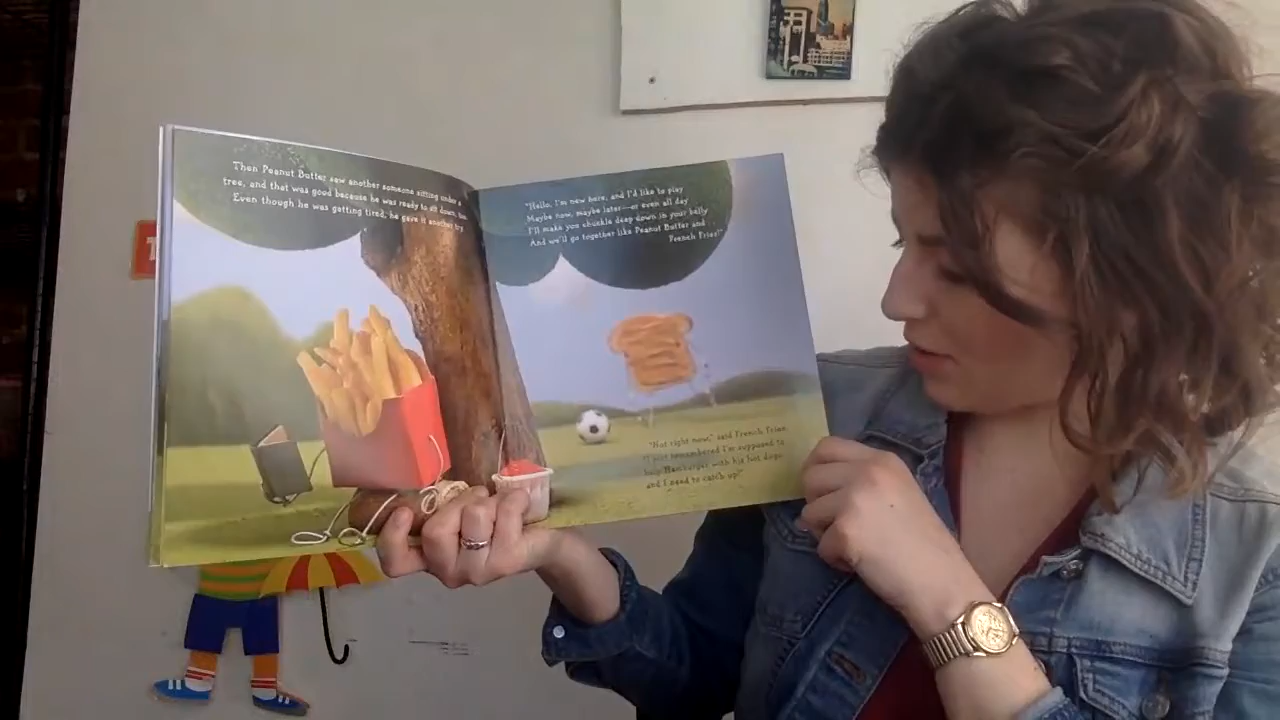 Then Peanut Butter saw another someone sitting under a
tree, and that was good because he was ready to sit down, too.
Even though he was getting tired, he gave it another try.
"Hello, I'm new here, and I'd like to play
Maybe now, maybe later—or even all day
I'll make you chuckle deep down in your belly
And we'll go together like Peanut Butter and
French Fries!"
"Not right now," said French Fries.
"I just remembered I'm supposed to
help Hamburger with his hot dogs
and I need to catch up!"